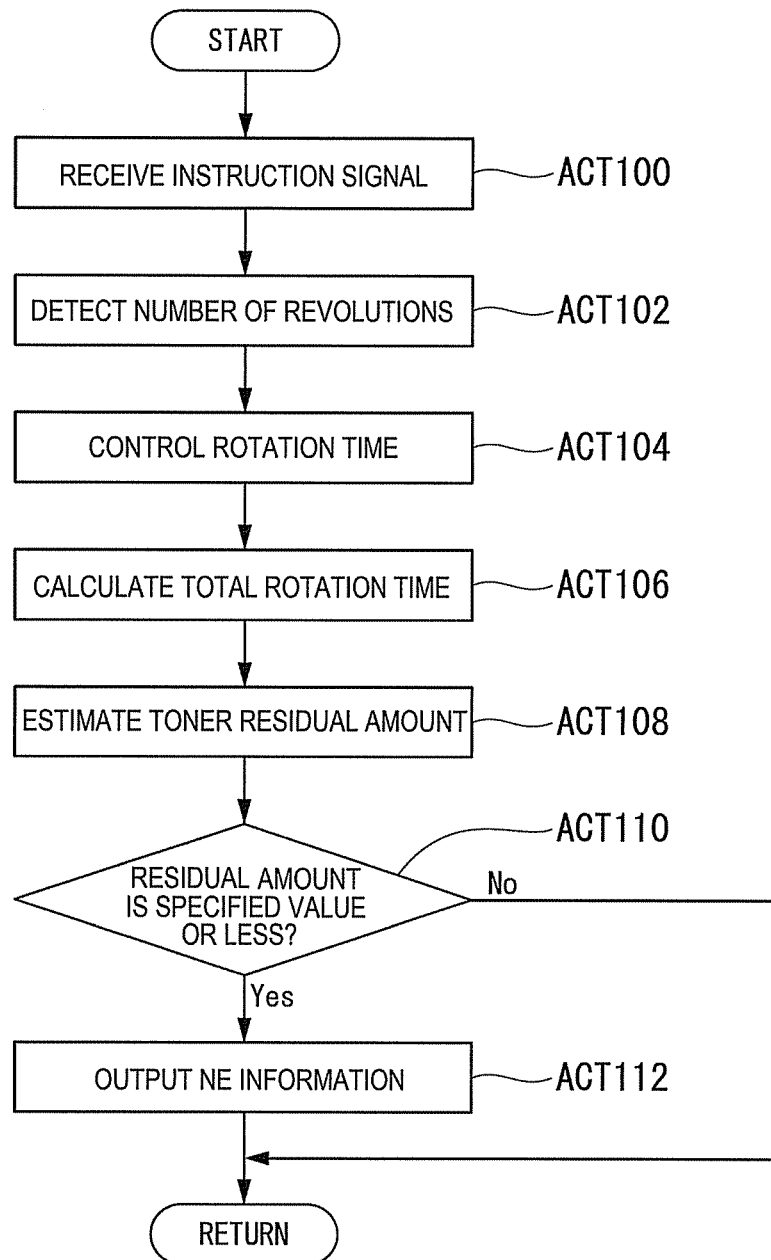 START
RECEIVE INSTRUCTION SIGNAL
ACT100
DETECT NUMBER OF REVOLUTIONS
ACT102
CONTROL ROTATION TIME
ACT104
CALCULATE TOTAL ROTATION TIME
ACT106
ESTIMATE TONER RESIDUAL AMOUNT
ACT108
ACT110
RESIDUAL AMOUNT
IS SPECIFIED VALUE
OR LESS?
No
Yes
OUTPUT NE INFORMATION
ACT112
RETURN